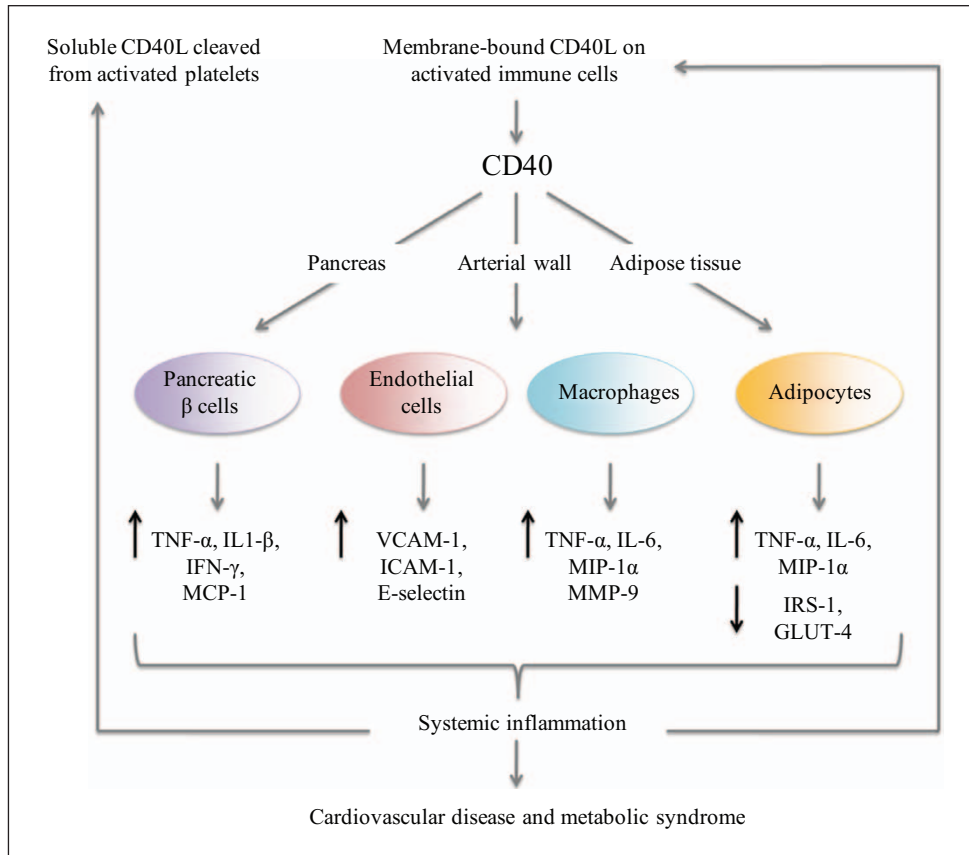 Soluble CD40L cleaved
from activated platelets
Membrane-bound CD40L on
activated immune cells
CD40
Pancreas
Arterial wall
Adipose tissue
Pancreatic
β cells
Endothelial
cells
Macrophages
Adipocytes
TNF-α, IL1-β,
IFN-γ,
MCP-1
VCAM-1,
ICAM-1,
E-selectin
TNF-α, IL-6,
MIP-1α
MMP-9
TNF-α, IL-6,
MIP-1α
IRS-1,
GLUT-4
Systemic inflammation
Cardiovascular disease and metabolic syndrome